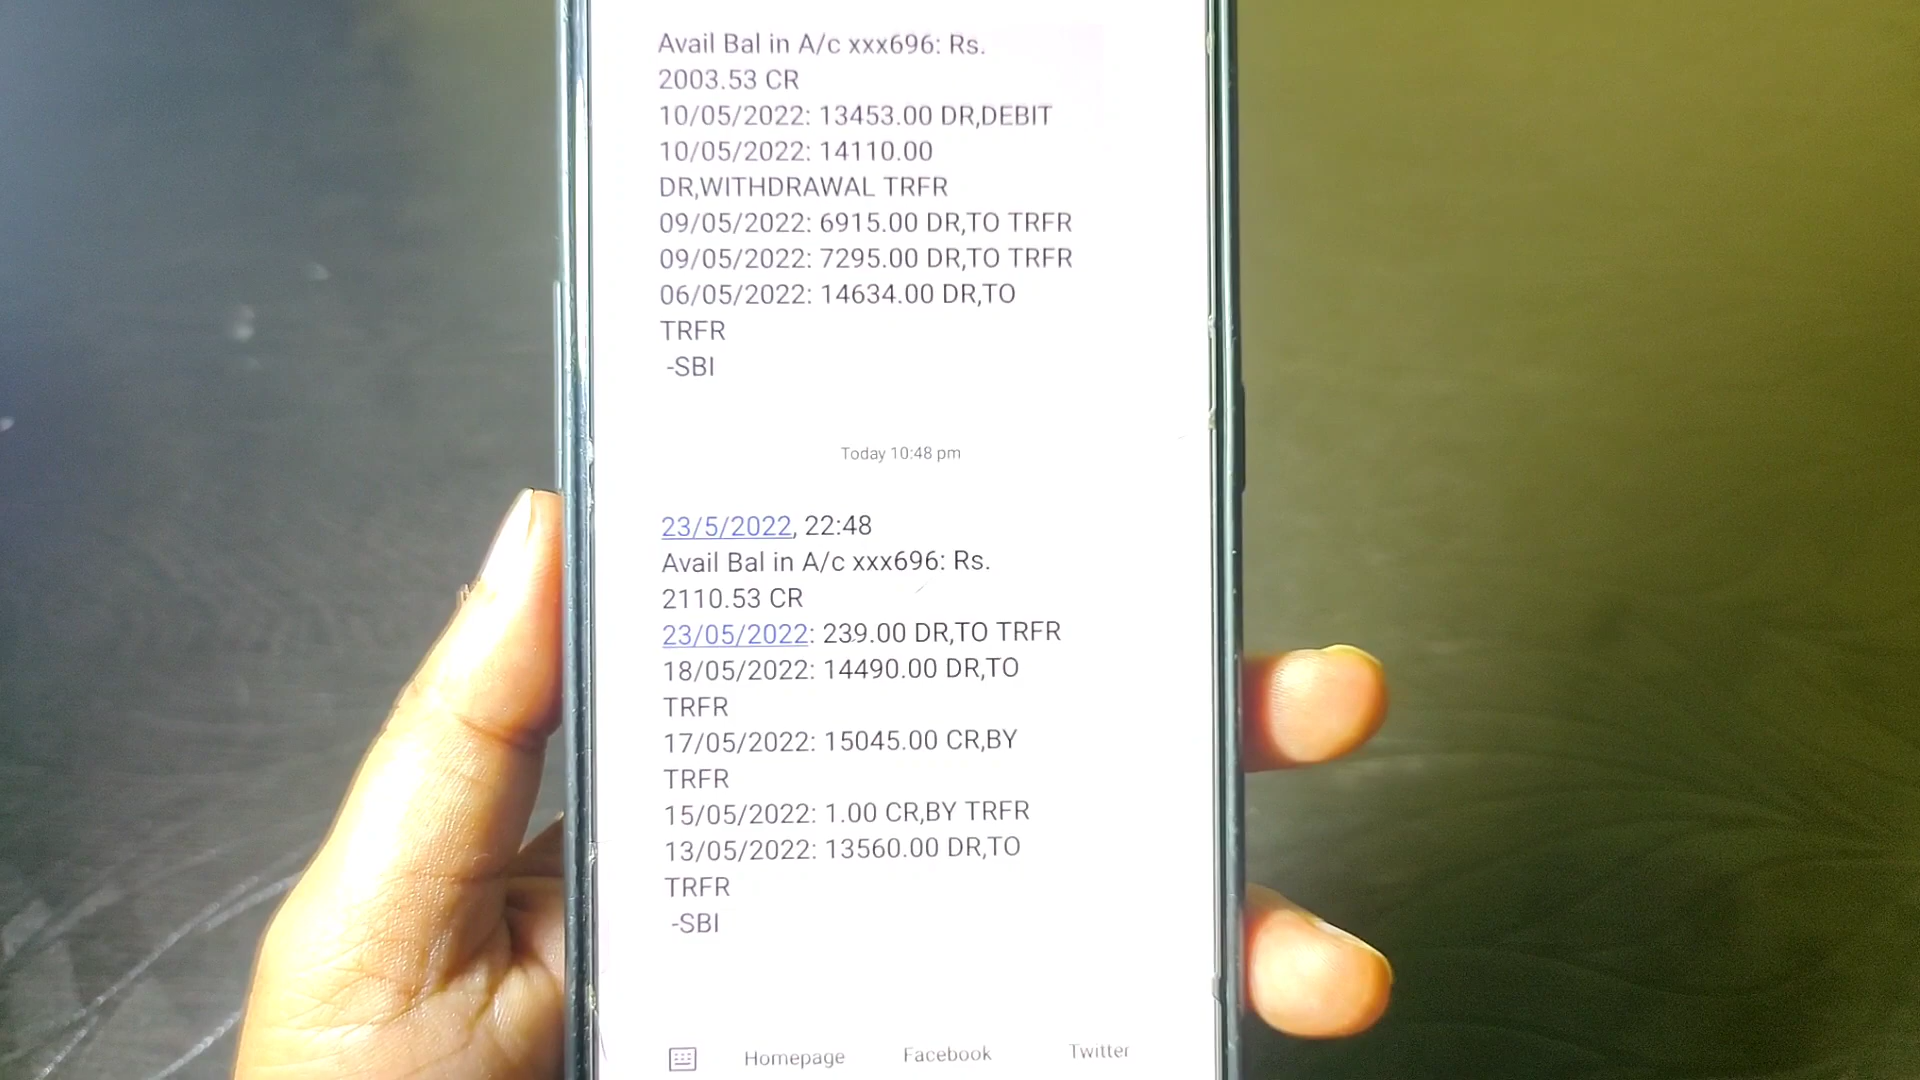 Avail Bal in A/c xxx696: Rs.
2003.53 CR
10/05/2022: 13453.00 DR,DEBIT
10/05/2022: 14110.00
DR,WITHDRAWAL TRFR
09/05/2022: 6915.00 DR,TO TRFR
09/05/2022: 7295.00 DR,TO TRFR
06/05/2022: 14634.00 DR,TO
TRFR
-SBI
Today 10:48 pm
23/5/2022, 22:48
Avail Bal in A/c xxx696: Rs.
2110.53 CR
23/05/2022: 239.00 DR,TO TRFR
18/05/2022: 14490.00 DR,TO
TRFR
17/05/2022: 15045.00 CR,BY
TRFR
15/05/2022: 1.00 CR,BY TRFR
13/05/2022: 13560.00 DR,TO
TRFR
-SBI
Homepage Facebook Twitter